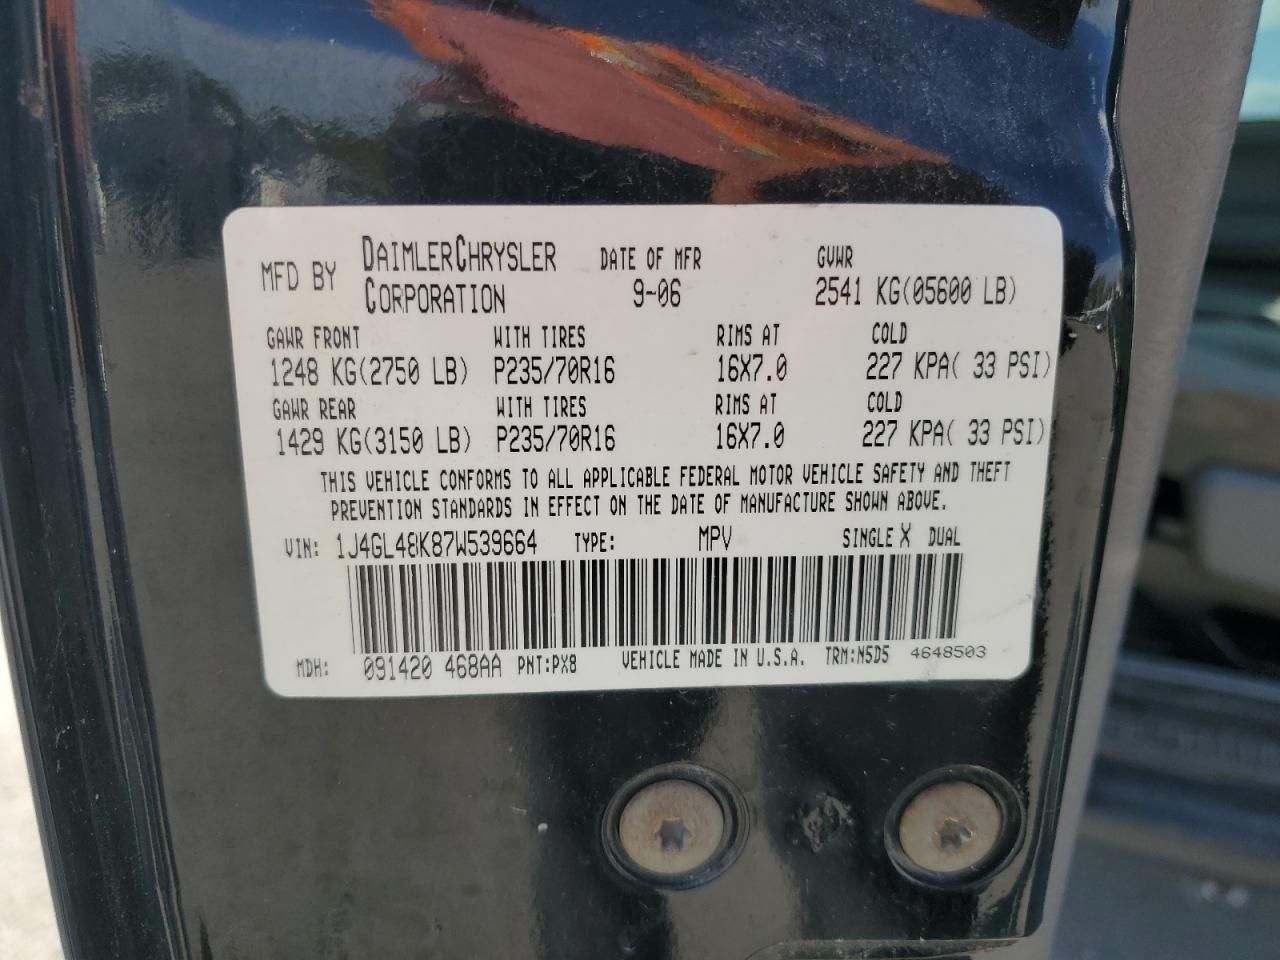 MFD BY DAIMLERCHRYSLER CORPORATION DATE OF MFR 9-06 GVWR 2541 KG(05600 LB)
GAWR FRONT WITH TIRES RIMS AT COLD
1248 KG(2750 LB) P235/70R16 16X7.0 227 KPA( 33 PSI)
GAWR REAR WITH TIRES RIMS AT COLD
1429 KG(3150 LB) P235/70R16 16X7.0 227 KPA( 33 PSI)
THIS VEHICLE CONFORMS TO ALL APPLICABLE FEDERAL MOTOR VEHICLE SAFETY AND THEFT
PREVENTION STANDARDS IN EFFECT ON THE DATE OF MANUFACTURE SHOWN ABOVE.
VIN: 1J4GL48K87W539664 TYPE: MPV SINGLE X DUAL
MDH: 091420 468AA PNT:PX8 VEHICLE MADE IN U.S.A. TRM:N5D5 4648503